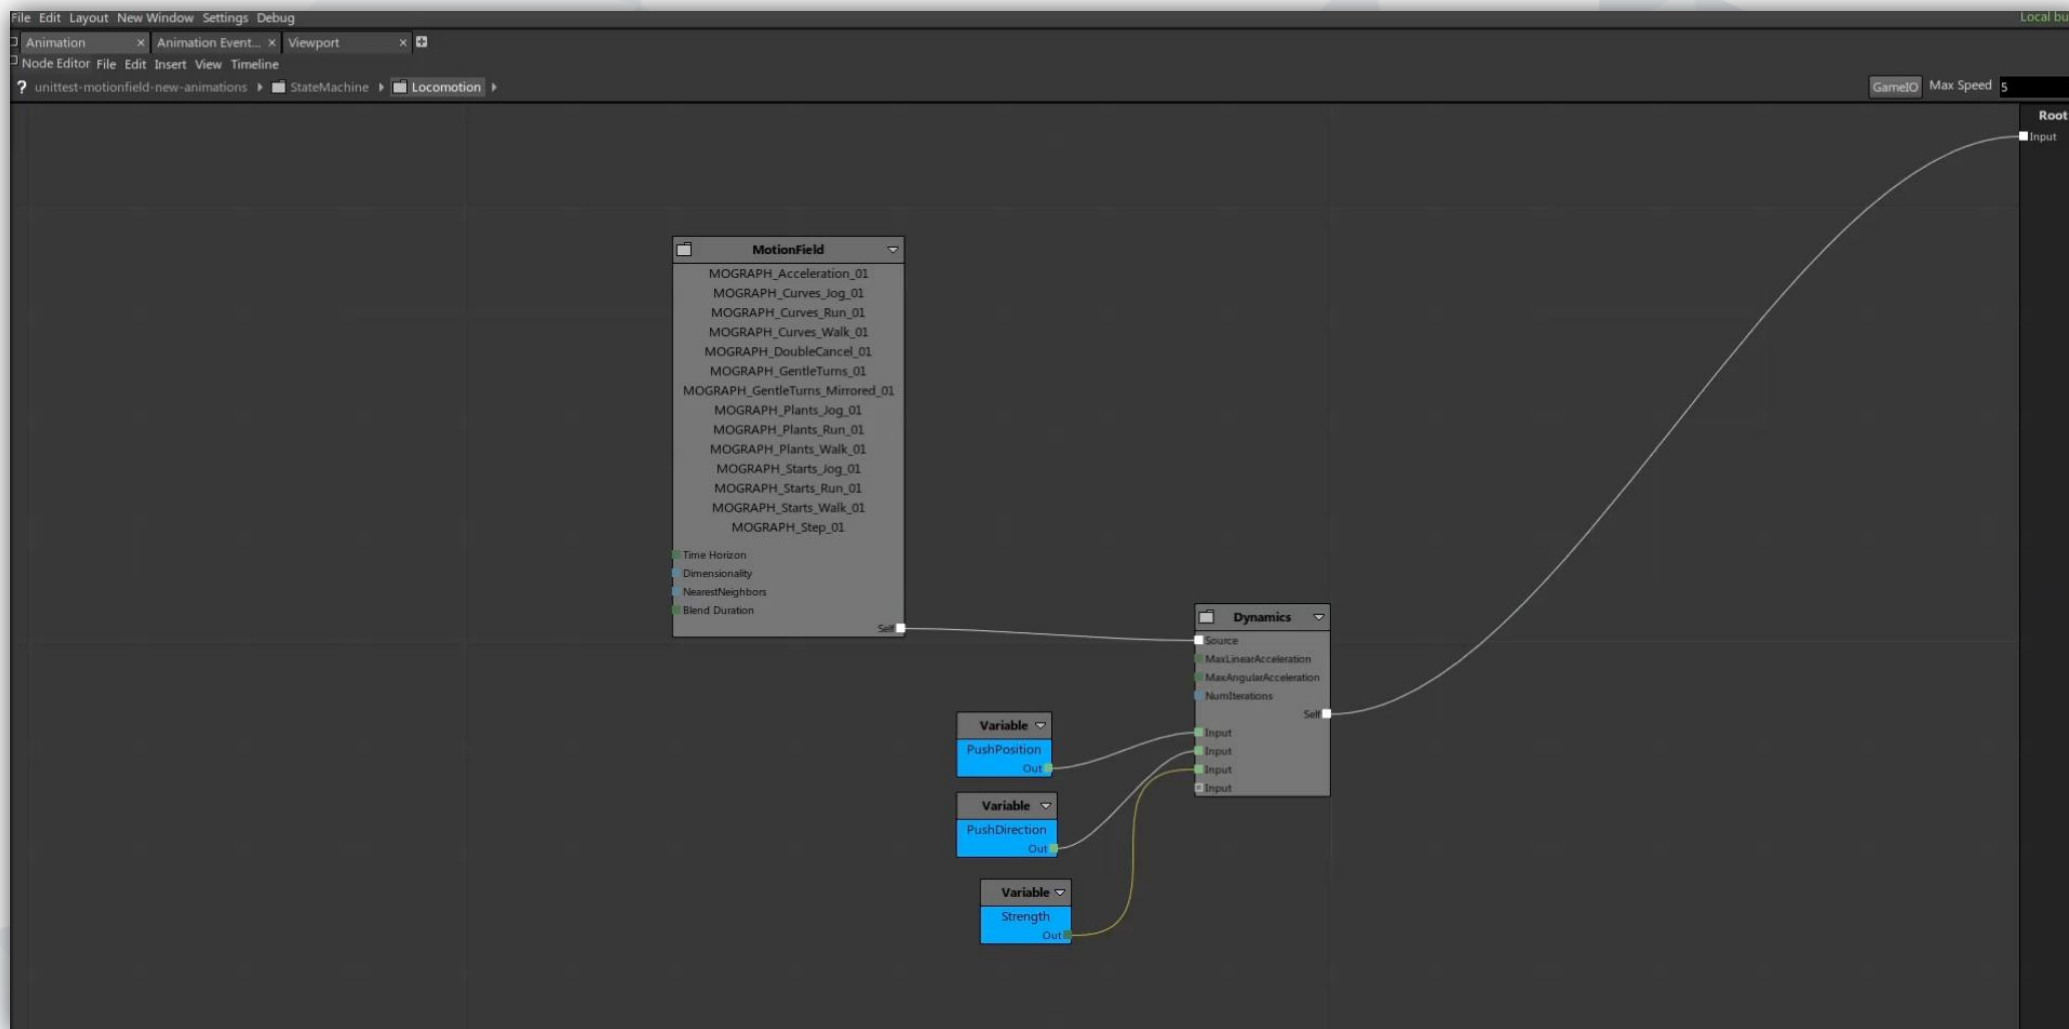 File Edit Layout New Window Settings Debug
Local bu
Animation Animation Event... Viewport
Node Editor File Edit Insert View Timeline
? unittest-motionfield-new-animations StateMachine Locomotion
GameIO Max Speed 5
Root
Input
MotionField
MOGRAPH_Acceleration_01
MOGRAPH_Curves_Jog_01
MOGRAPH_Curves_Run_01
MOGRAPH_Curves_Walk_01
MOGRAPH_DoubleCancel_01
MOGRAPH_GentleTurns_01
MOGRAPH_GentleTurns_Mirrored_01
MOGRAPH_Plants_Jog_01
MOGRAPH_Plants_Run_01
MOGRAPH_Plants_Walk_01
MOGRAPH_Starts_Jog_01
MOGRAPH_Starts_Run_01
MOGRAPH_Starts_Walk_01
MOGRAPH_Step_01
Time Horizon
Dimensionality
NearestNeighbors
Blend Duration
Self
Dynamics
Source
MaxLinearAcceleration
MaxAngularAcceleration
NumIterations
Self
Input
Input
Input
Input
Variable
PushPosition
Out
Variable
PushDirection
Out
Variable
Strength
Out